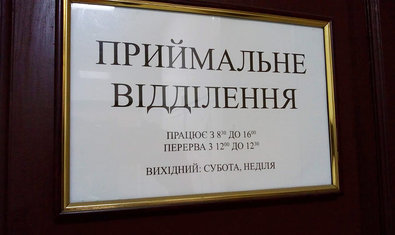 ПРИЙМАЛЬНЕ
ВІДДІЛЕННЯ
ПРАЦЮЄ З 8⁰⁰ ДО 16⁰⁰
ПЕРЕРВА З 12⁰⁰ ДО 12³⁰
ВИХІДНИЙ: СУБОТА, НЕДІЛЯ